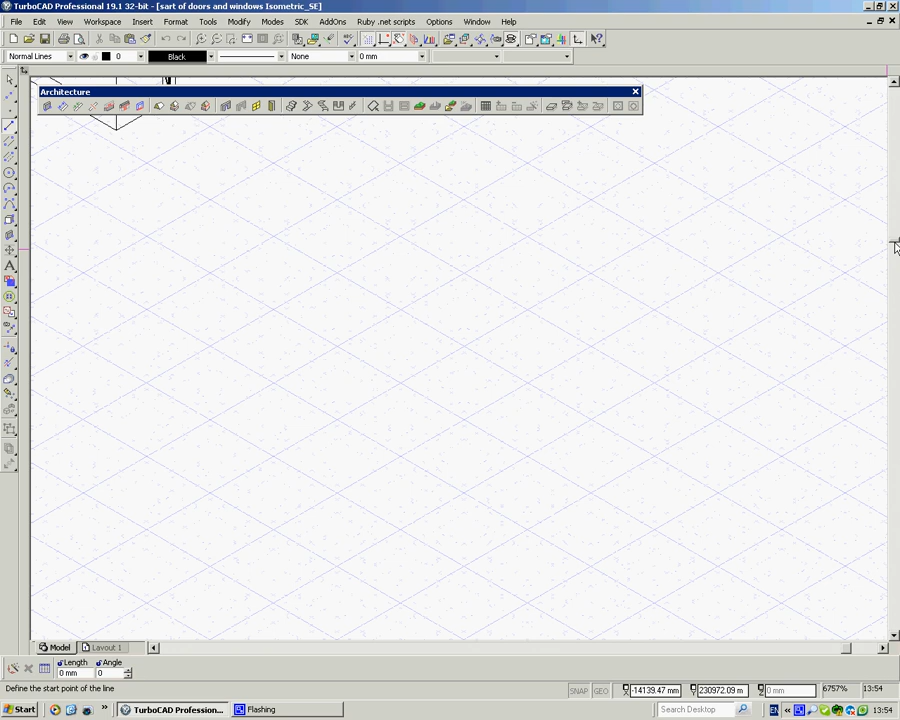 TurboCAD Professional 19.1 32-bit - [sart of doors and windows Isometric_SE]
File Edit Workspace Insert Format Tools Modify Modes SDK AddOns Ruby .net scripts Options Window Help
Normal Lines 0 Black None 0 mm
Architecture
Model Layout 1
Length Angle
0 mm 0
Define the start point of the line
SNAP GEO X -14139.47 mm Y 230972.09 m Z 0 mm 6757% 13:54
Start TurboCAD Profession... Flashing Search Desktop EN 13:54